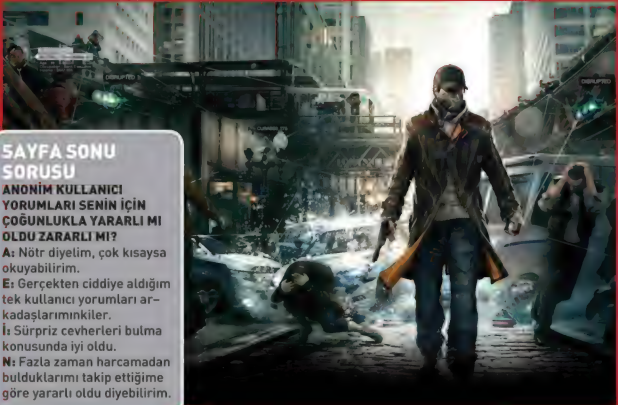 DISRUPTED
DISRUPTED
SAYFA SONU
SORUSU
ANONİM KULLANICI
YORUMLARI SENİN İÇİN
ÇOĞUNLUKLA YARARLI MI
OLDU ZARARLI MI?
A: Nötr diyelim, çok kısaysa
okuyabilirim.
E: Gerçekten ciddiye aldığım
tek kullanıcı yorumları ar-
kadaşlarımınkiler.
İ: Sürpriz cevherleri bulma
konusunda iyi oldu.
N: Fazla zaman harcamadan
bulduklarımı takip ettiğime
göre yararlı oldu diyebilirim.